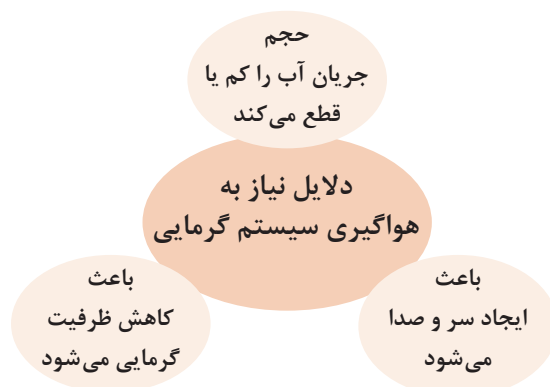 حجم
جریان آب را کم یا
قطع می‌کند
دلایل نیاز به
هواگیری سیستم گرمایی
باعث
ایجاد سر و صدا
می‌شود
باعث
کاهش ظرفیت
گرمایی می‌شود